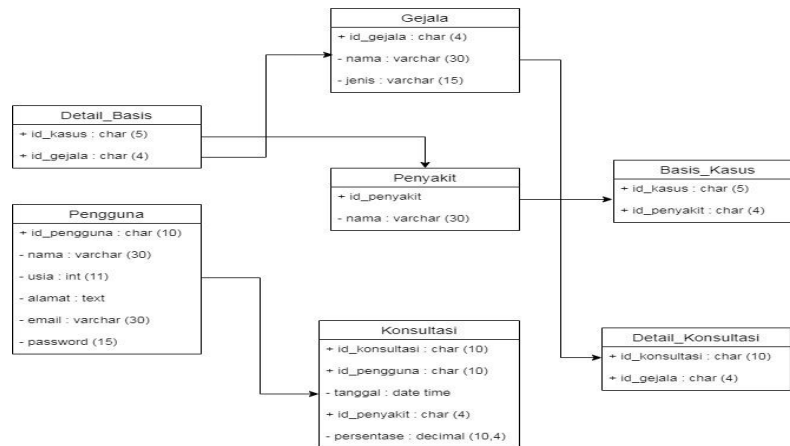 Gejala
+ id_gejala : char (4)
- nama : varchar (30)
- jenis : varchar (15)
Detail_Basis
+ id_kasus : char (5)
+ id_gejala : char (4)
Penyakit
+ id_penyakit
- nama : varchar (30)
Basis_Kasus
+ id_kasus : char (5)
+ id_penyakit : char (4)
Pengguna
+ id_pengguna : char (10)
- nama : varchar (30)
- usia : int (11)
- alamat : text
- email : varchar (30)
- password (15)
Konsultasi
+ id_konsultasi : char (10)
+ id_pengguna : char (10)
- tanggal : date time
+ id_penyakit : char (4)
- persentase : decimal (10,4)
Detail_Konsultasi
+ id_konsultasi : char (10)
+ id_gejala : char (4)